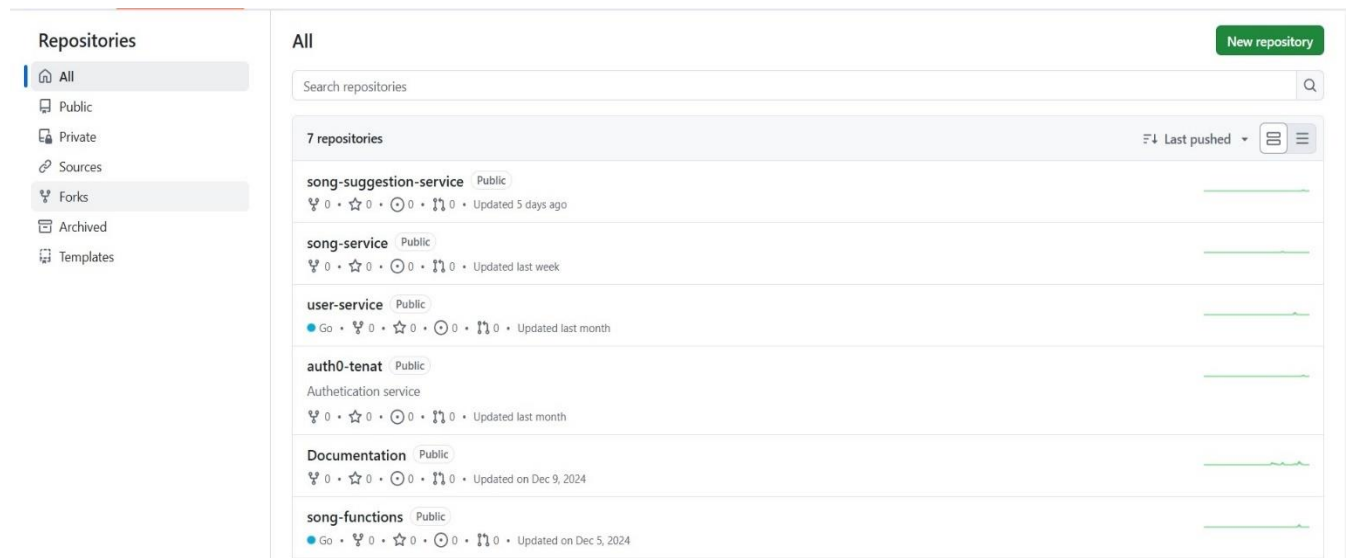 Repositories
All
Public
Private
Sources
Forks
Archived
Templates
All
New repository
Search repositories
7 repositories
Last pushed
song-suggestion-service Public
0 • 0 • 0 • 0 • Updated 5 days ago
song-service Public
0 • 0 • 0 • 0 • Updated last week
user-service Public
Go • 0 • 0 • 0 • 0 • Updated last month
auth0-tenat Public
Authetication service
0 • 0 • 0 • 0 • Updated last month
Documentation Public
0 • 0 • 0 • 0 • Updated on Dec 9, 2024
song-functions Public
Go • 0 • 0 • 0 • 0 • Updated on Dec 5, 2024